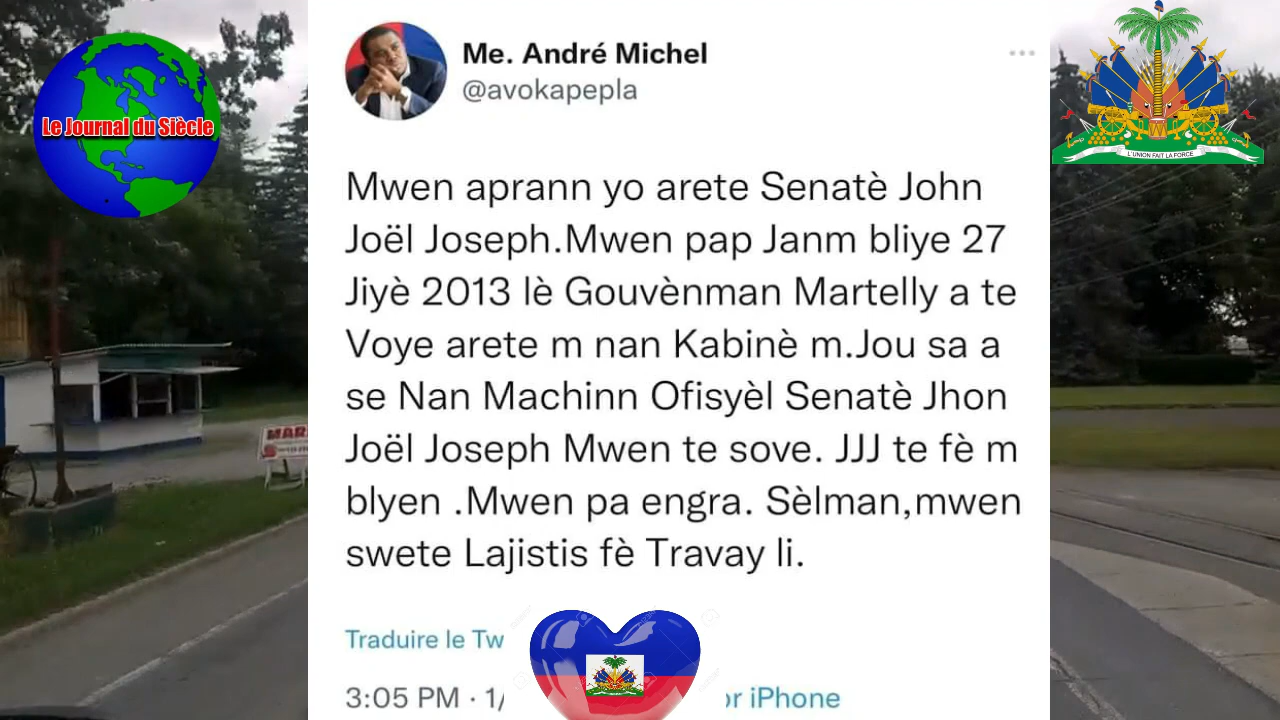 Le Journal du Siècle
Me. André Michel
@avokapepla
L'UNION FAIT LA FORCE
Mwen aprann yo arete Senatè John
Joël Joseph.Mwen pap Janm bliye 27
Jiyè 2013 lè Gouvènman Martelly a te
Voye arete m nan Kabinè m.Jou sa a
se Nan Machinn Ofisyèl Senatè Jhon
Joël Joseph Mwen te sove. JJJ te fè m
blyen .Mwen pa engra. Sèlman,mwen
swete Lajistis fè Travay li.
MAR
Traduire le Tw
3:05 PM · 1/
or iPhone